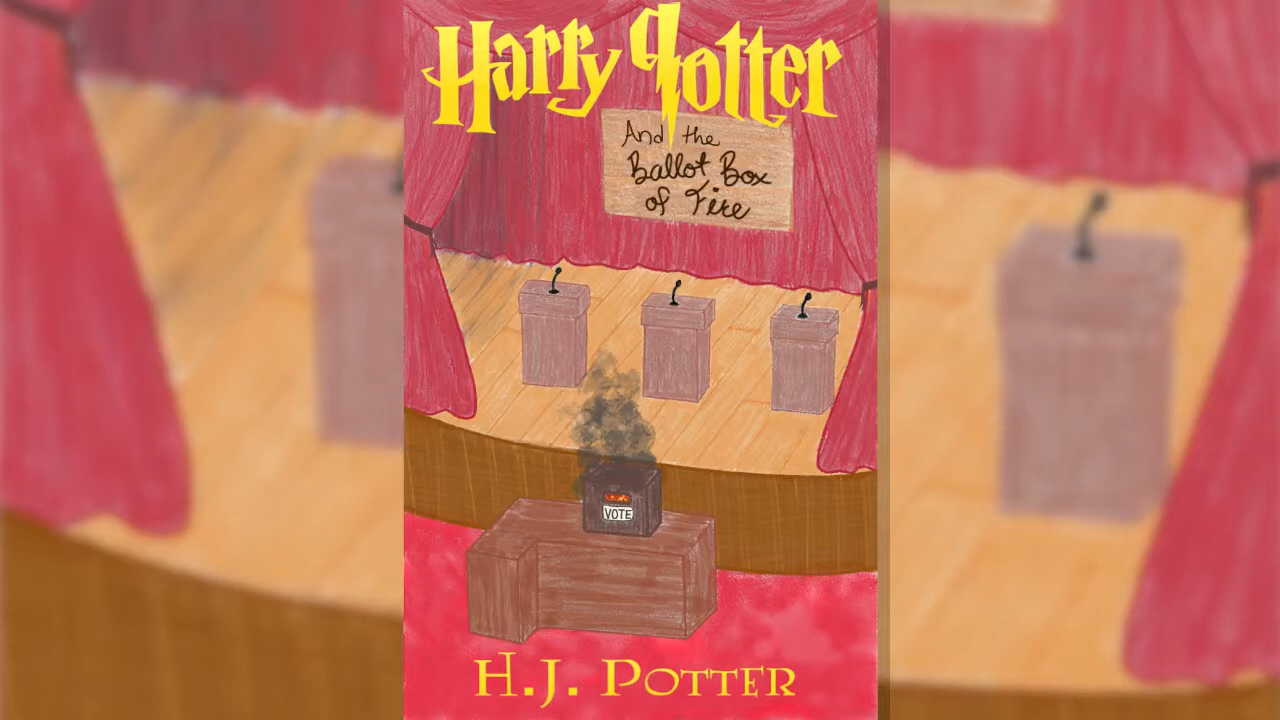 Harry Potter
And the
Ballot Box
of Fire
VOTE
H.J. POTTER